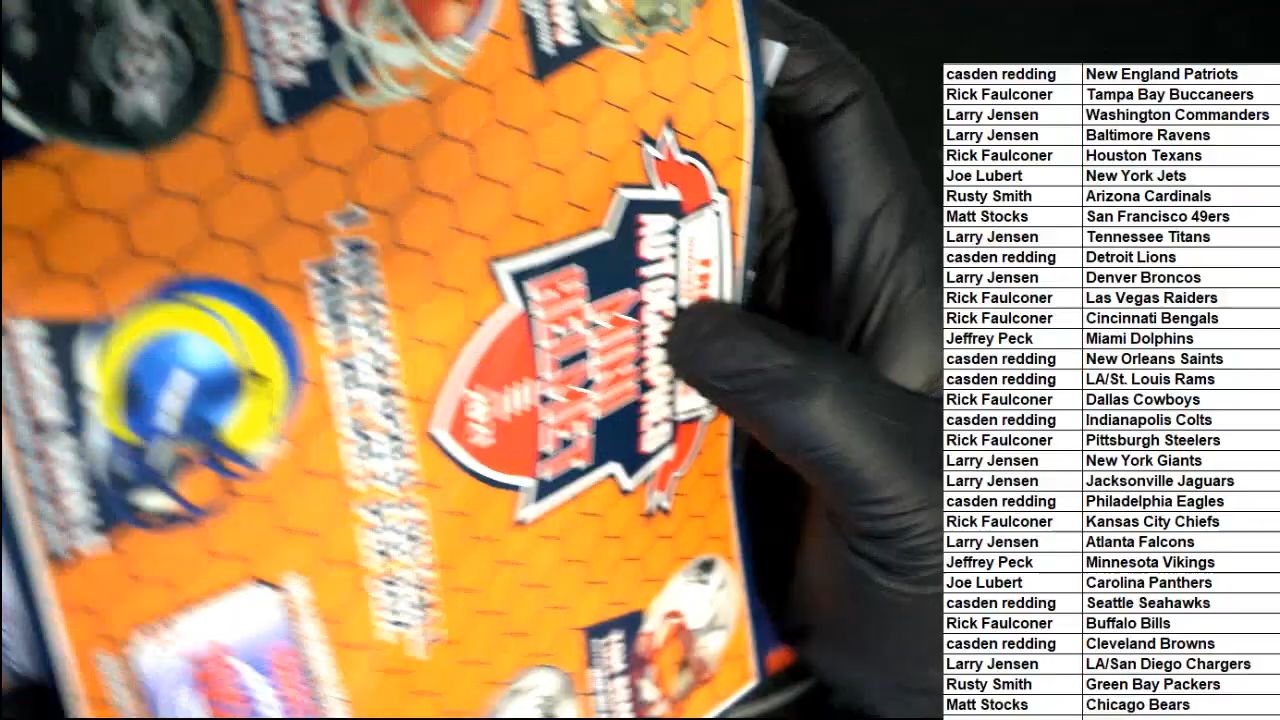 AUTOGRAPHED
MINI
HELMET
casden redding New England Patriots
Rick Faulconer Tampa Bay Buccaneers
Larry Jensen Washington Commanders
Larry Jensen Baltimore Ravens
Rick Faulconer Houston Texans
Joe Lubert New York Jets
Rusty Smith Arizona Cardinals
Matt Stocks San Francisco 49ers
Larry Jensen Tennessee Titans
casden redding Detroit Lions
Larry Jensen Denver Broncos
Rick Faulconer Las Vegas Raiders
Rick Faulconer Cincinnati Bengals
Jeffrey Peck Miami Dolphins
casden redding New Orleans Saints
casden redding LA/St. Louis Rams
Rick Faulconer Dallas Cowboys
casden redding Indianapolis Colts
Rick Faulconer Pittsburgh Steelers
Larry Jensen New York Giants
Larry Jensen Jacksonville Jaguars
casden redding Philadelphia Eagles
Rick Faulconer Kansas City Chiefs
Larry Jensen Atlanta Falcons
Jeffrey Peck Minnesota Vikings
Joe Lubert Carolina Panthers
casden redding Seattle Seahawks
Rick Faulconer Buffalo Bills
casden redding Cleveland Browns
Larry Jensen LA/San Diego Chargers
Rusty Smith Green Bay Packers
Matt Stocks Chicago Bears